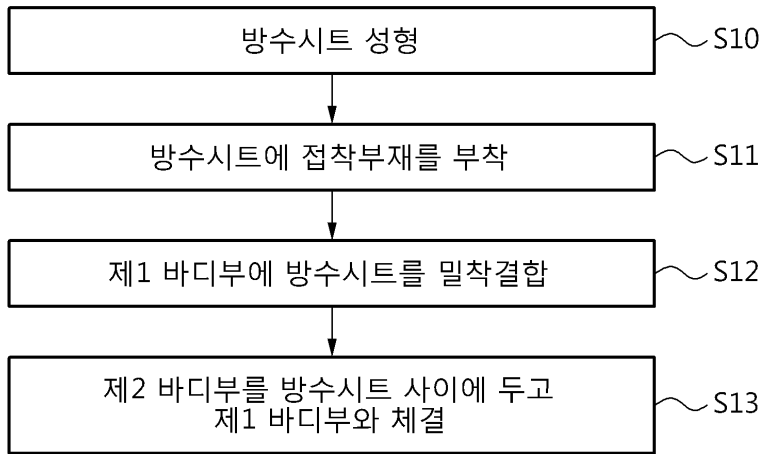 방수시트 성형
S10
방수시트에 접착부재를 부착
S11
제1 바디부에 방수시트를 밀착결합
S12
제2 바디부를 방수시트 사이에 두고
제1 바디부와 체결
S13